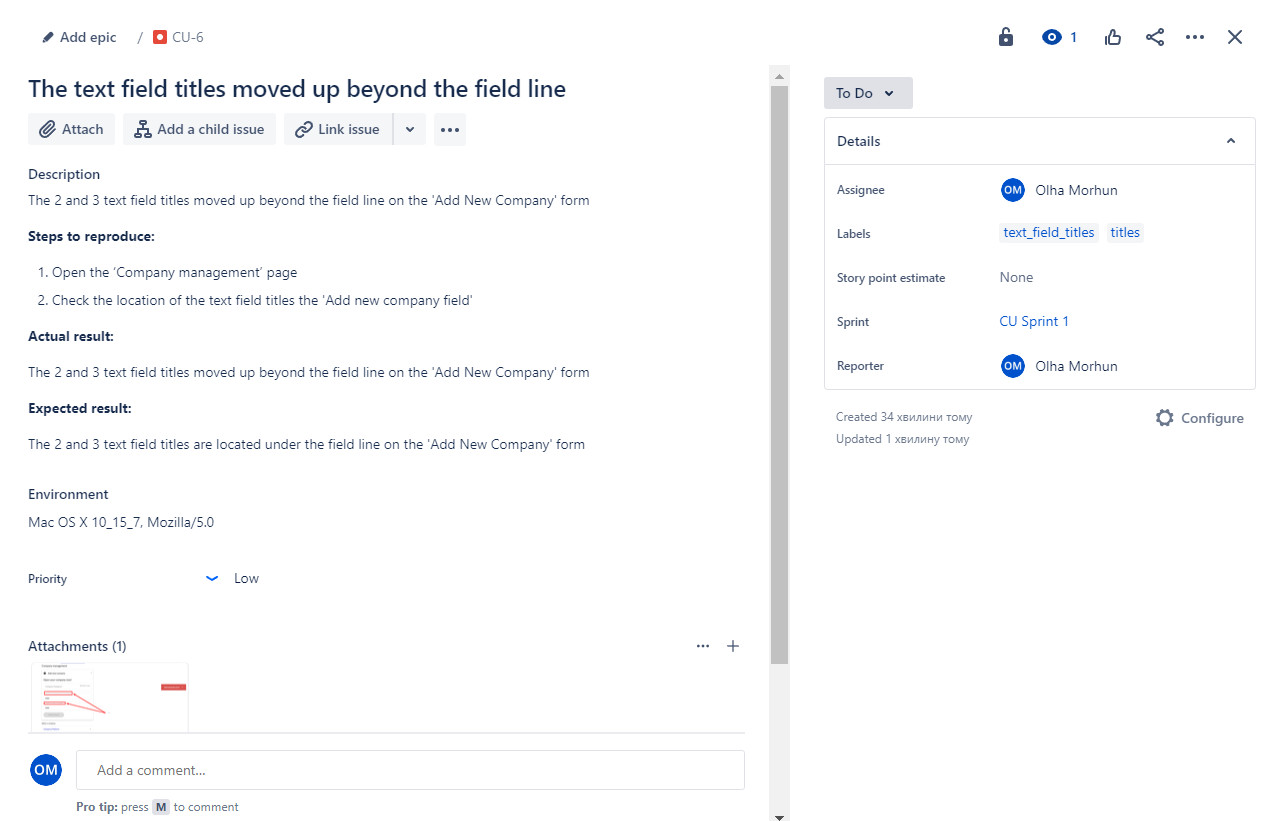 Add epic / CU-6
1
The text field titles moved up beyond the field line
Attach Add a child issue Link issue
Description
The 2 and 3 text field titles moved up beyond the field line on the 'Add New Company' form
Steps to reproduce:
1. Open the ‘Company management’ page
2. Check the location of the text field titles the 'Add new company field'
Actual result:
The 2 and 3 text field titles moved up beyond the field line on the 'Add New Company' form
Expected result:
The 2 and 3 text field titles are located under the field line on the 'Add New Company' form
Environment
Mac OS X 10_15_7, Mozilla/5.0
Priority Low
Attachments (1)
OM Add a comment...
Pro tip: press M to comment
To Do
Details
Assignee OM Olha Morhun
Labels text_field_titles titles
Story point estimate None
Sprint CU Sprint 1
Reporter OM Olha Morhun
Created 34 хвилини тому
Configure
Updated 1 хвилину тому